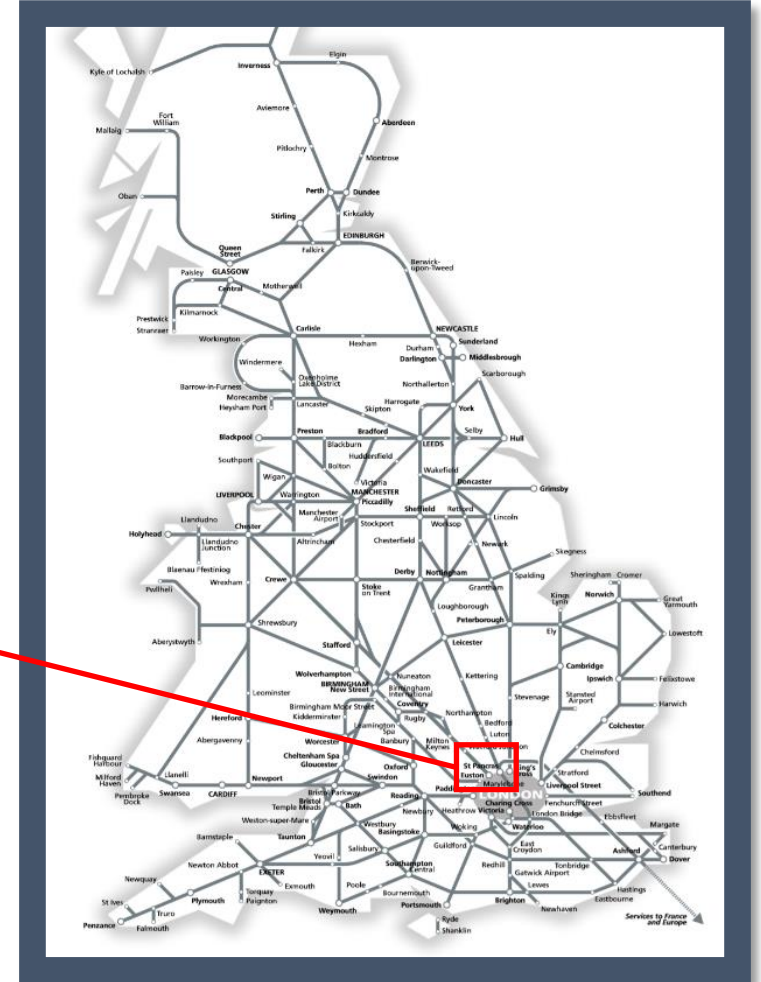 Elgin
Inverness
Kyle of Lochalsh
Aviemore
Fort
William
Mallaig
Aberdeen
Pitlochry
Montrose
Perth
Dundee
Oban
Kirkcaldy
Stirling
EDINBURGH
Queen
Street
Falkirk
Berwick-
upon-Tweed
Paisley
GLASGOW
Central
Motherwell
Prestwick
Kilmarnock
Stranraer
Carlisle
NEWCASTLE
Workington
Hexham
Durham
Sunderland
Darlington
Middlesbrough
Windermere
Oxenholme
Lake District
Scarborough
Barrow-in-Furness
Northallerton
Morecambe
Heysham Port
Lancaster
Harrogate
Skipton
York
Blackpool
Preston
Bradford
Selby
Hull
Blackburn
LEEDS
Southport
Huddersfield
Bolton
Wakefield
Wigan
Victoria
Doncaster
LIVERPOOL
Warrington
MANCHESTER
Piccadilly
Grimsby
Sheffield
Retford
Manchester
Airport
Lincoln
Llandudno
Chester
Stockport
Worksop
Holyhead
Llandudno
Junction
Altrincham
Chesterfield
Newark
Skegness
Blaenau Ffestiniog
Crewe
Derby
Nottingham
Wrexham
Stoke
on Trent
Grantham
Spalding
Sheringham
Cromer
Pwllheli
Kings
Lynn
Norwich
Great
Yarmouth
Loughborough
Shrewsbury
Peterborough
Aberystwyth
Stafford
Leicester
Ely
Lowestoft
Wolverhampton
Nuneaton
Kettering
Cambridge
BIRMINGHAM
New Street
Birmingham
International
Ipswich
Felixstowe
Leominster
Birmingham Moor Street
Coventry
Stevenage
Stansted
Airport
Harwich
Kidderminster
Rugby
Northampton
Hereford
Leamington
Spa
Bedford
Colchester
Abergavenny
Worcester
Banbury
Milton
Keynes
Luton
Fishguard
Harbour
Cheltenham Spa
Chelmsford
Gloucester
Oxford
St Pancras
King's
Cross
Euston
Stratford
Milford
Haven
Llanelli
Newport
Swindon
Marylebone
Liverpool Street
Pembroke
Dock
Swansea
CARDIFF
Bristol Parkway
Reading
LONDON
Southend
Bristol
Temple Meads
Bath
Charing Cross
Fenchurch Street
Newbury
Heathrow
Victoria
London Bridge
Ebbsfleet
Weston-super-Mare
Westbury
Waterloo
Margate
Barnstaple
Taunton
Basingstoke
Woking
East
Croydon
Canterbury
Yeovil
Salisbury
Guildford
Ashford
Dover
Newton Abbot
Southampton
Central
Redhill
Tonbridge
EXETER
Gatwick Airport
Newquay
Exmouth
Poole
Lewes
Hastings
St Ives
Plymouth
Torquay
Paignton
Bournemouth
Portsmouth
Brighton
Newhaven
Eastbourne
Truro
Weymouth
Penzance
Falmouth
Ryde
Shanklin
Services to France
and Europe